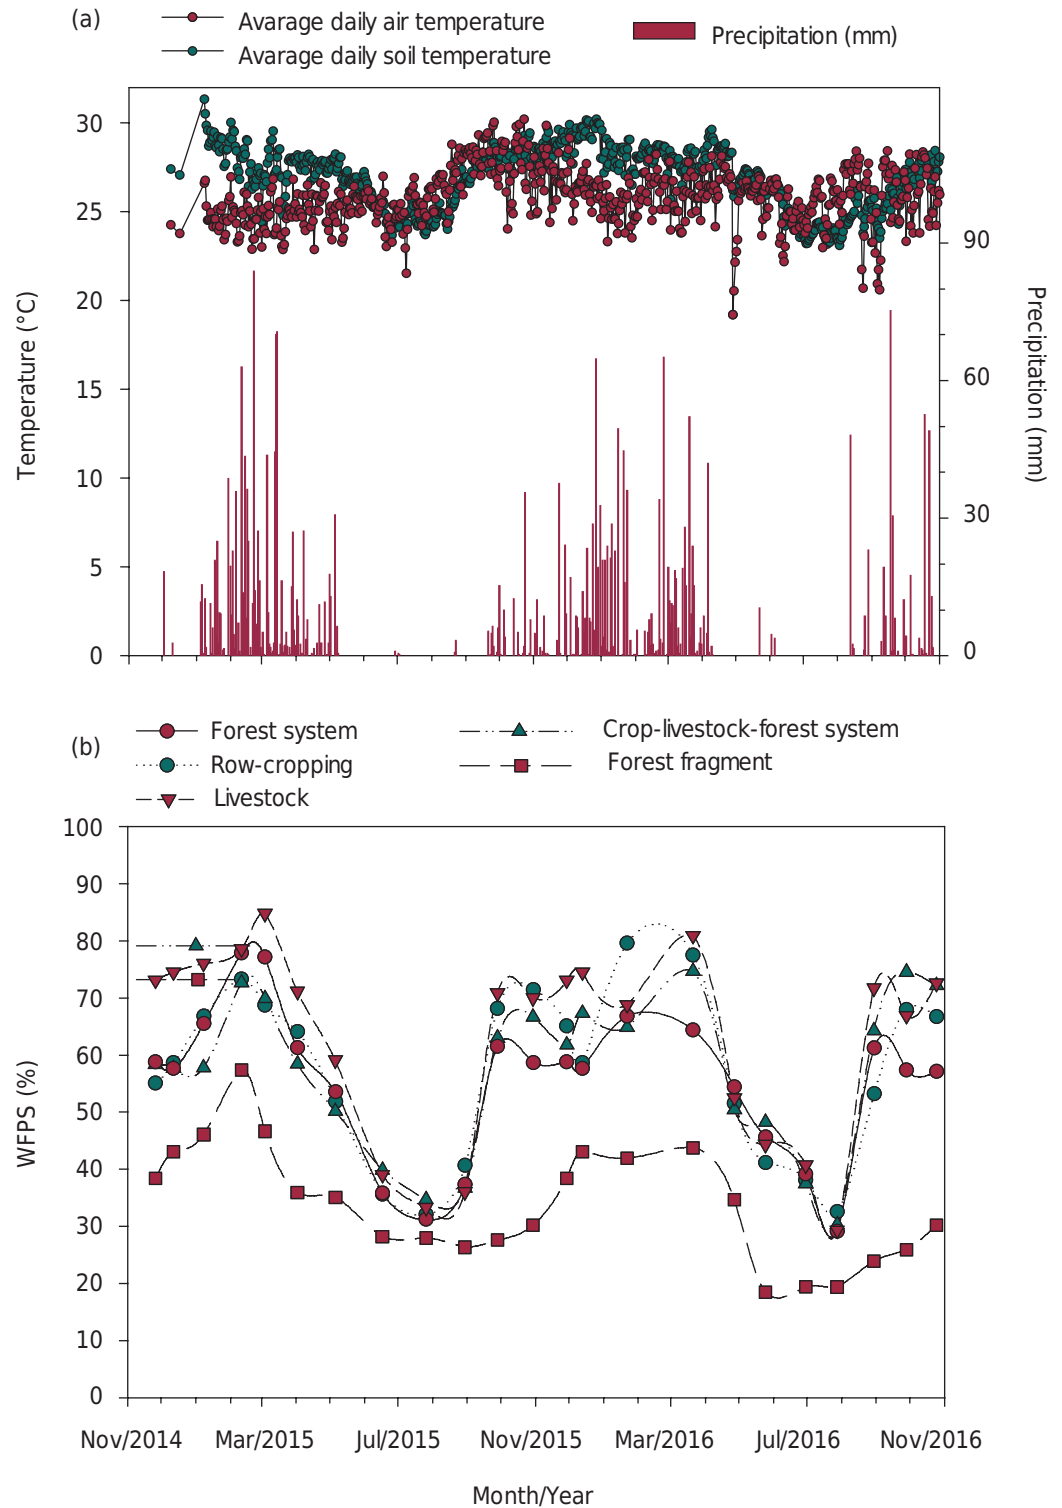 (a)
Avarage daily air temperature
Avarage daily soil temperature
Precipitation (mm)
30
25
20
15
10
5
0
Temperature (°C)
90
60
30
0
Precipitation (mm)
(b)
Forest system
Row-cropping
Livestock
Crop-livestock-forest system
Forest fragment
100
90
80
70
60
50
40
30
20
10
0
WFPS (%)
Nov/2014 Mar/2015 Jul/2015 Nov/2015 Mar/2016 Jul/2016 Nov/2016
Month/Year